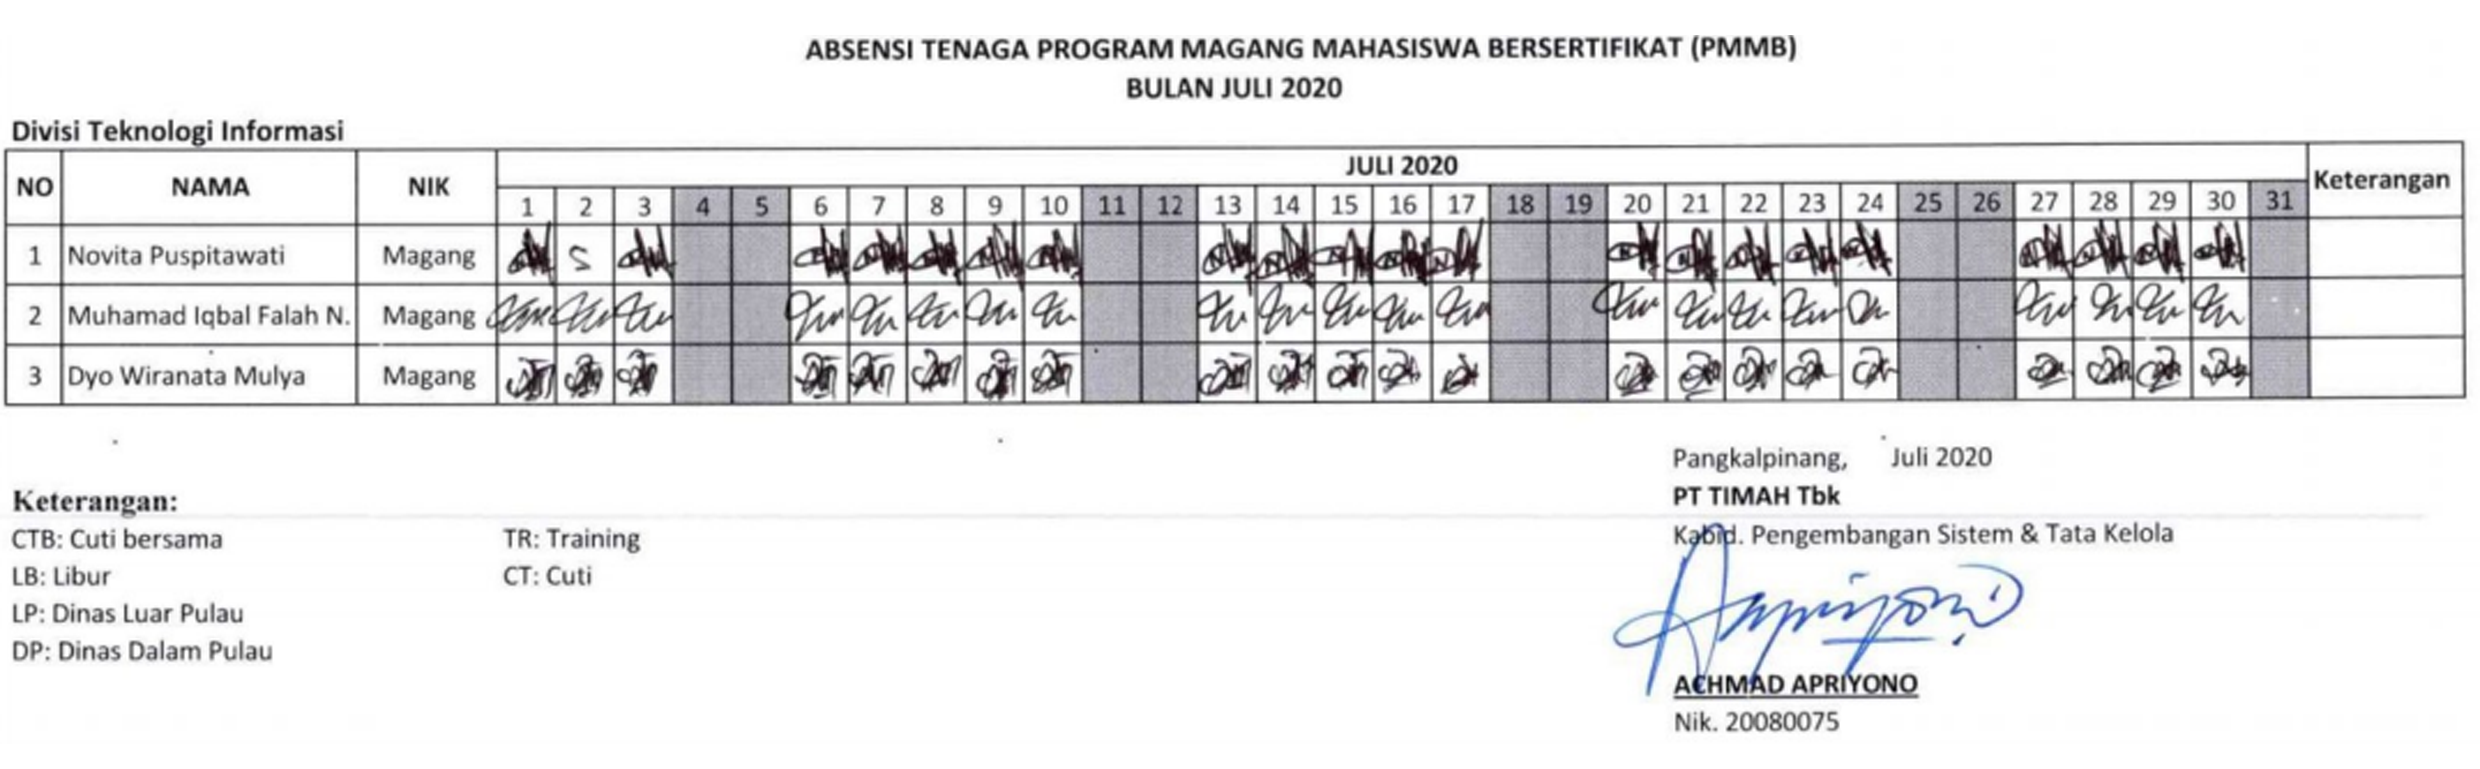 ABSENSI TENAGA PROGRAM MAGANG MAHASISWA BERSERTIFIKAT (PMMB)
BULAN JULI 2020
Divisi Teknologi Informasi
NO NAMA NIK JULI 2020 Keterangan
1 2 3 4 5 6 7 8 9 10 11 12 13 14 15 16 17 18 19 20 21 22 23 24 25 26 27 28 29 30 31
1 Novita Puspitawati Magang S
2 Muhamad Iqbal Falah N. Magang
3 Dyo Wiranata Mulya Magang
Pangkalpinang, Juli 2020
PT TIMAH Tbk
Kabid. Pengembangan Sistem & Tata Kelola
Keterangan:
CTB: Cuti bersama TR: Training
LB: Libur CT: Cuti
LP: Dinas Luar Pulau
DP: Dinas Dalam Pulau
ACHMAD APRIYONO
Nik. 20080075